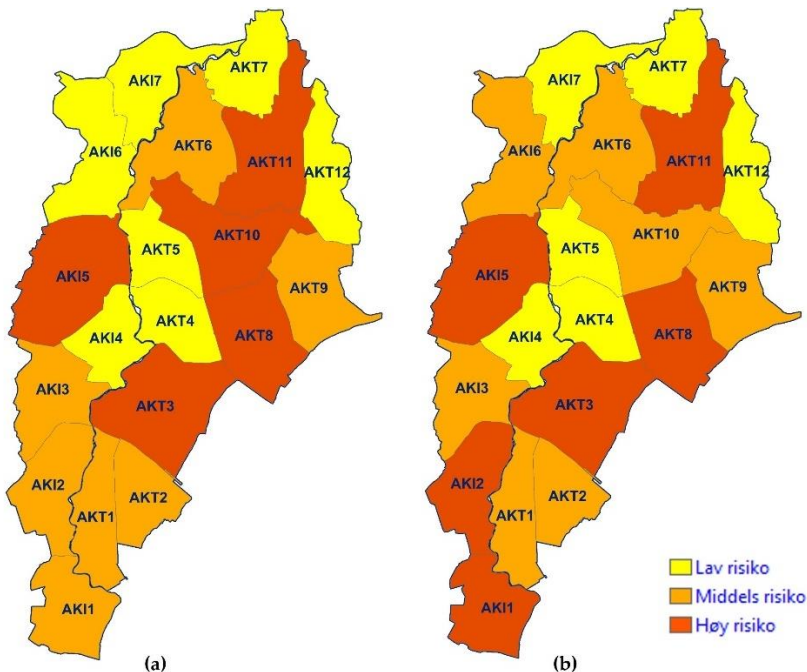 AKI7
AKT7
AKT6
AKI6
AKT11
AKT12
AKT5
AKT10
AKI5
AKT9
AKT4
AKI4
AKT8
AKI3
AKT3
AKI2
AKT2
AKT1
AKI1
(a)
AKI7
AKT7
AKT6
AKI6
AKT11
AKT12
AKT5
AKT10
AKI5
AKT9
AKT4
AKI4
AKT8
AKI3
AKT3
AKI2
AKT2
AKT1
AKI1
(b)
Lav risiko
Middels risiko
Høy risiko